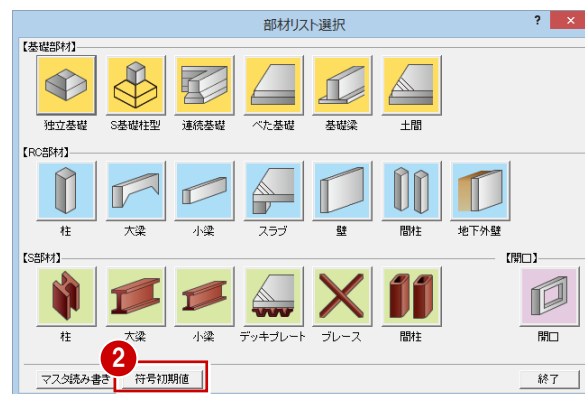 部材リスト選択
? ×
【基礎部材】
独立基礎 S基礎柱型 連続基礎 べた基礎 基礎梁 土間
【RC部材】
柱 大梁 小梁 スラブ 壁 間柱 地下外壁
【S部材】 【開口】
柱 大梁 小梁 デッキプレート ブレース 間柱 開口
2
マスタ読み書き 符号初期値 終了